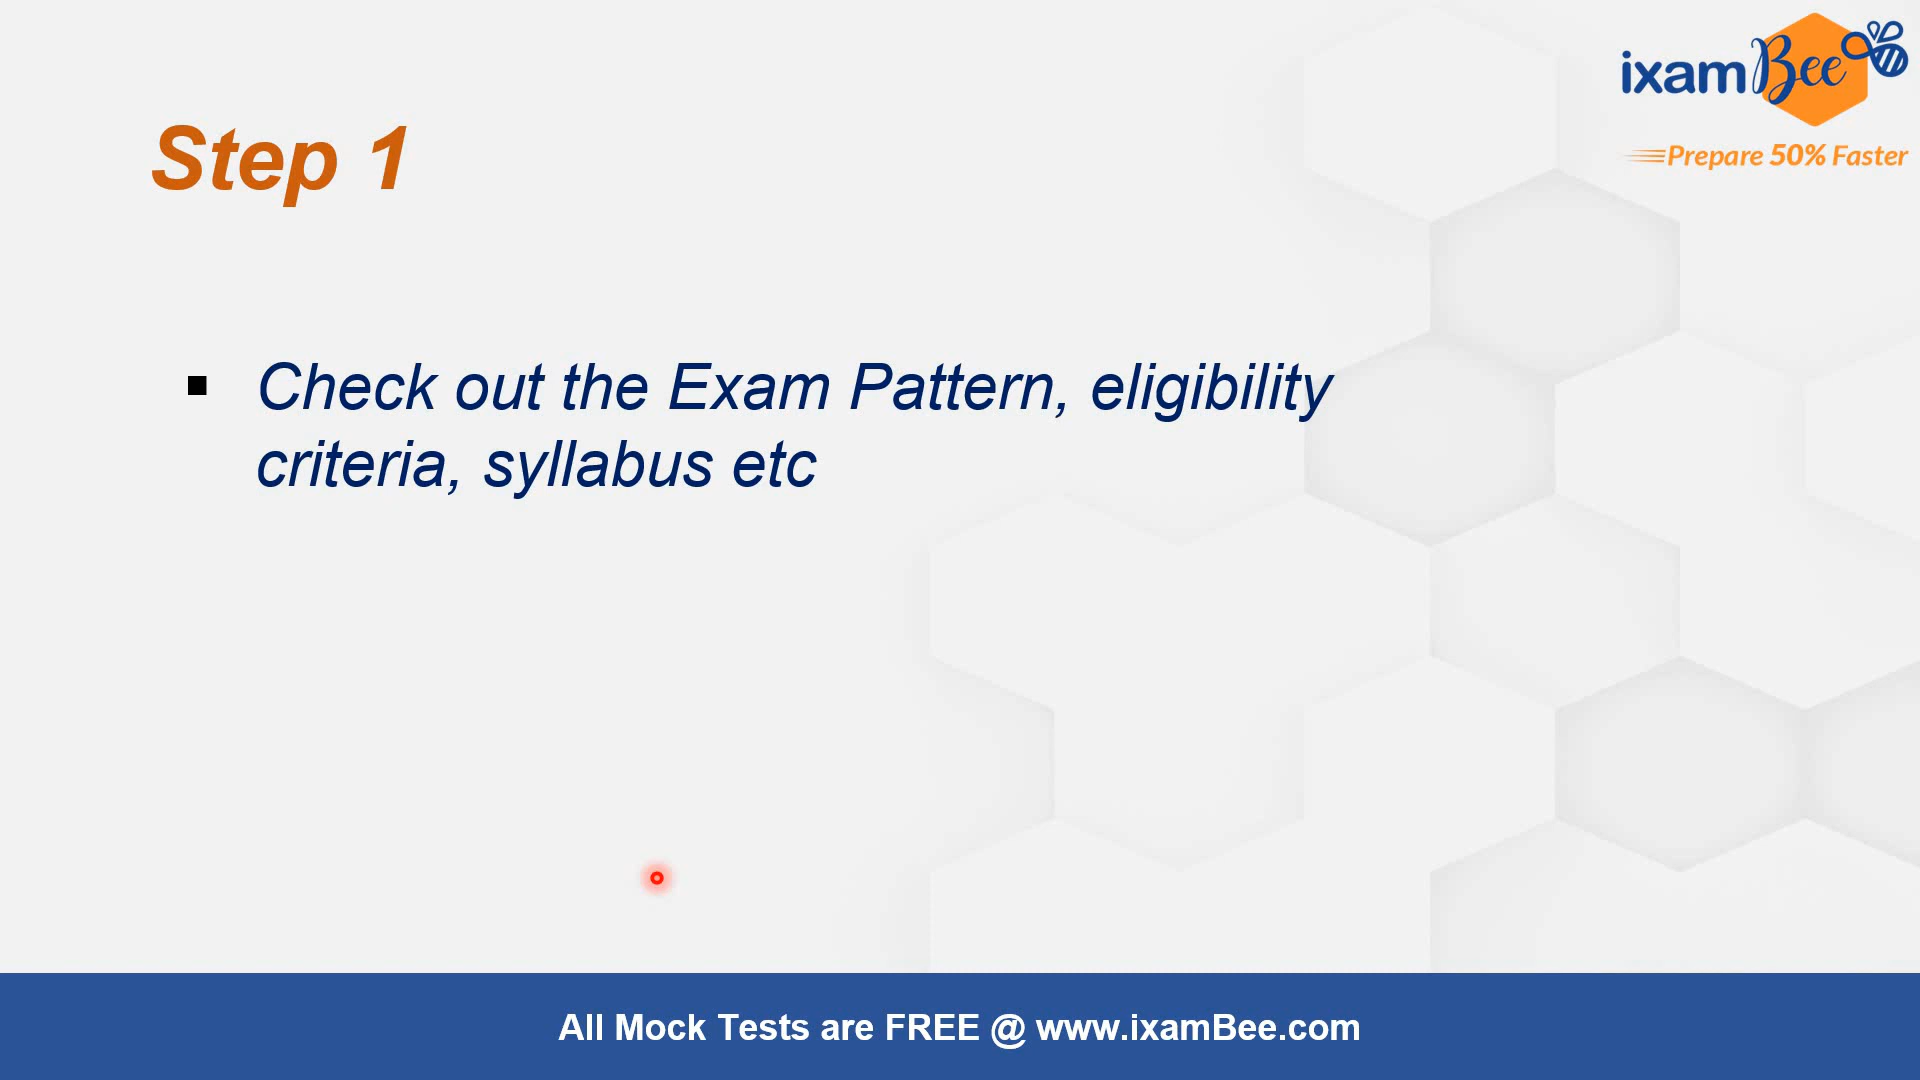 ixamBee
Prepare 50% Faster
Step 1
▪ Check out the Exam Pattern, eligibility
criteria, syllabus etc
All Mock Tests are FREE @ www.ixamBee.com